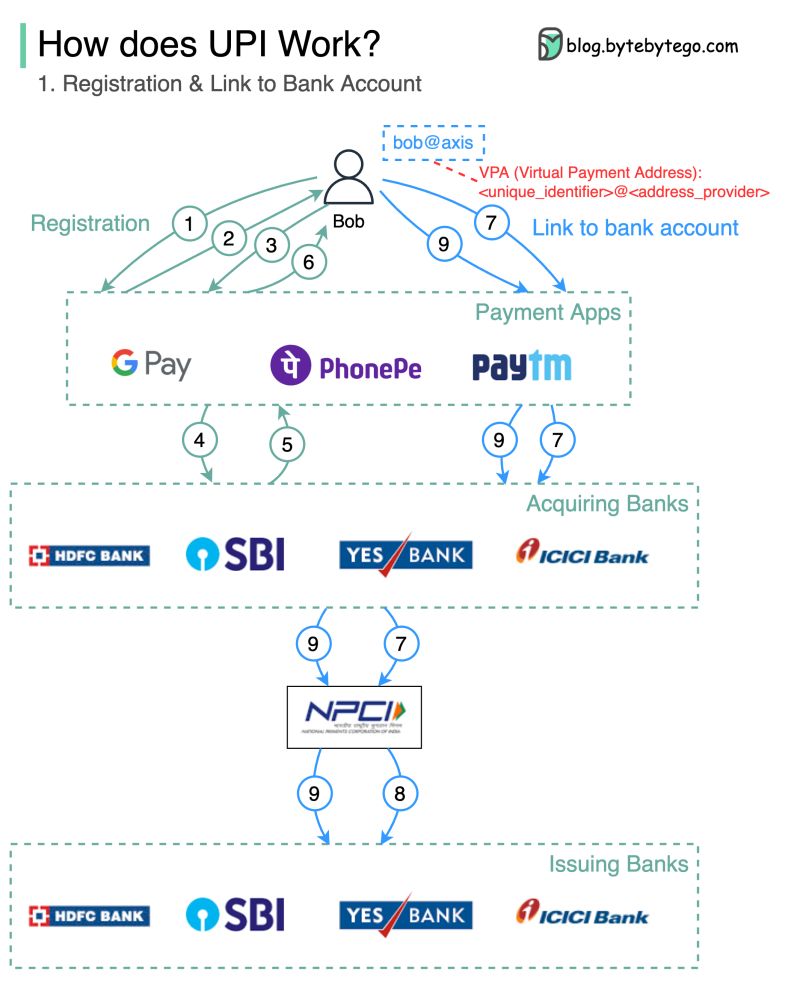 How does UPI Work?
blog.bytebytego.com
1. Registration & Link to Bank Account
bob@axis
VPA (Virtual Payment Address):
<unique_identifier>@<address_provider>
Registration
1
2
3
6
Bob
9
7
Link to bank account
Payment Apps
G Pay
पे PhonePe
paytm
4
5
9
7
Acquiring Banks
HDFC BANK
SBI
YES BANK
ICICI Bank
9
7
NPCI
भारतीय राष्ट्रीय भुगतान निगम
NATIONAL PAYMENTS CORPORATION OF INDIA
9
8
Issuing Banks
HDFC BANK
SBI
YES BANK
ICICI Bank